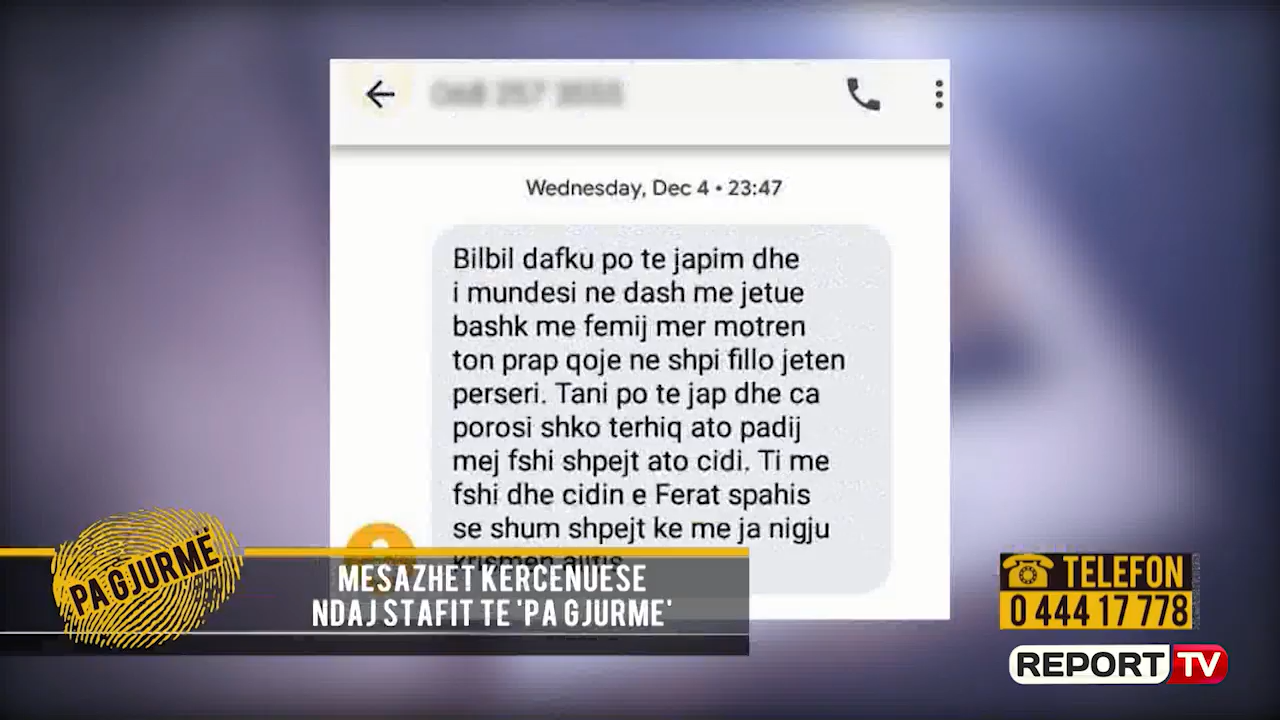 Wednesday, Dec 4 • 23:47
Bilbil dafku po te japim dhe
i mundesi ne dash me jetue
bashk me femij mer motren
ton prap qoje ne shpi fillo jeten
perseri. Tani po te jap dhe ca
porosi shko terhiq ato padij
mej fshi shpejt ato cidi. Ti me
fshi dhe cidin e Ferat spahis
se shum shpejt ke me ja nigju
PA GJURMË
MESAZHET KERCENUESE
NDAJ STAFIT TE 'PA GJURME'
TELEFON
0 444 17 778
REPORT TV